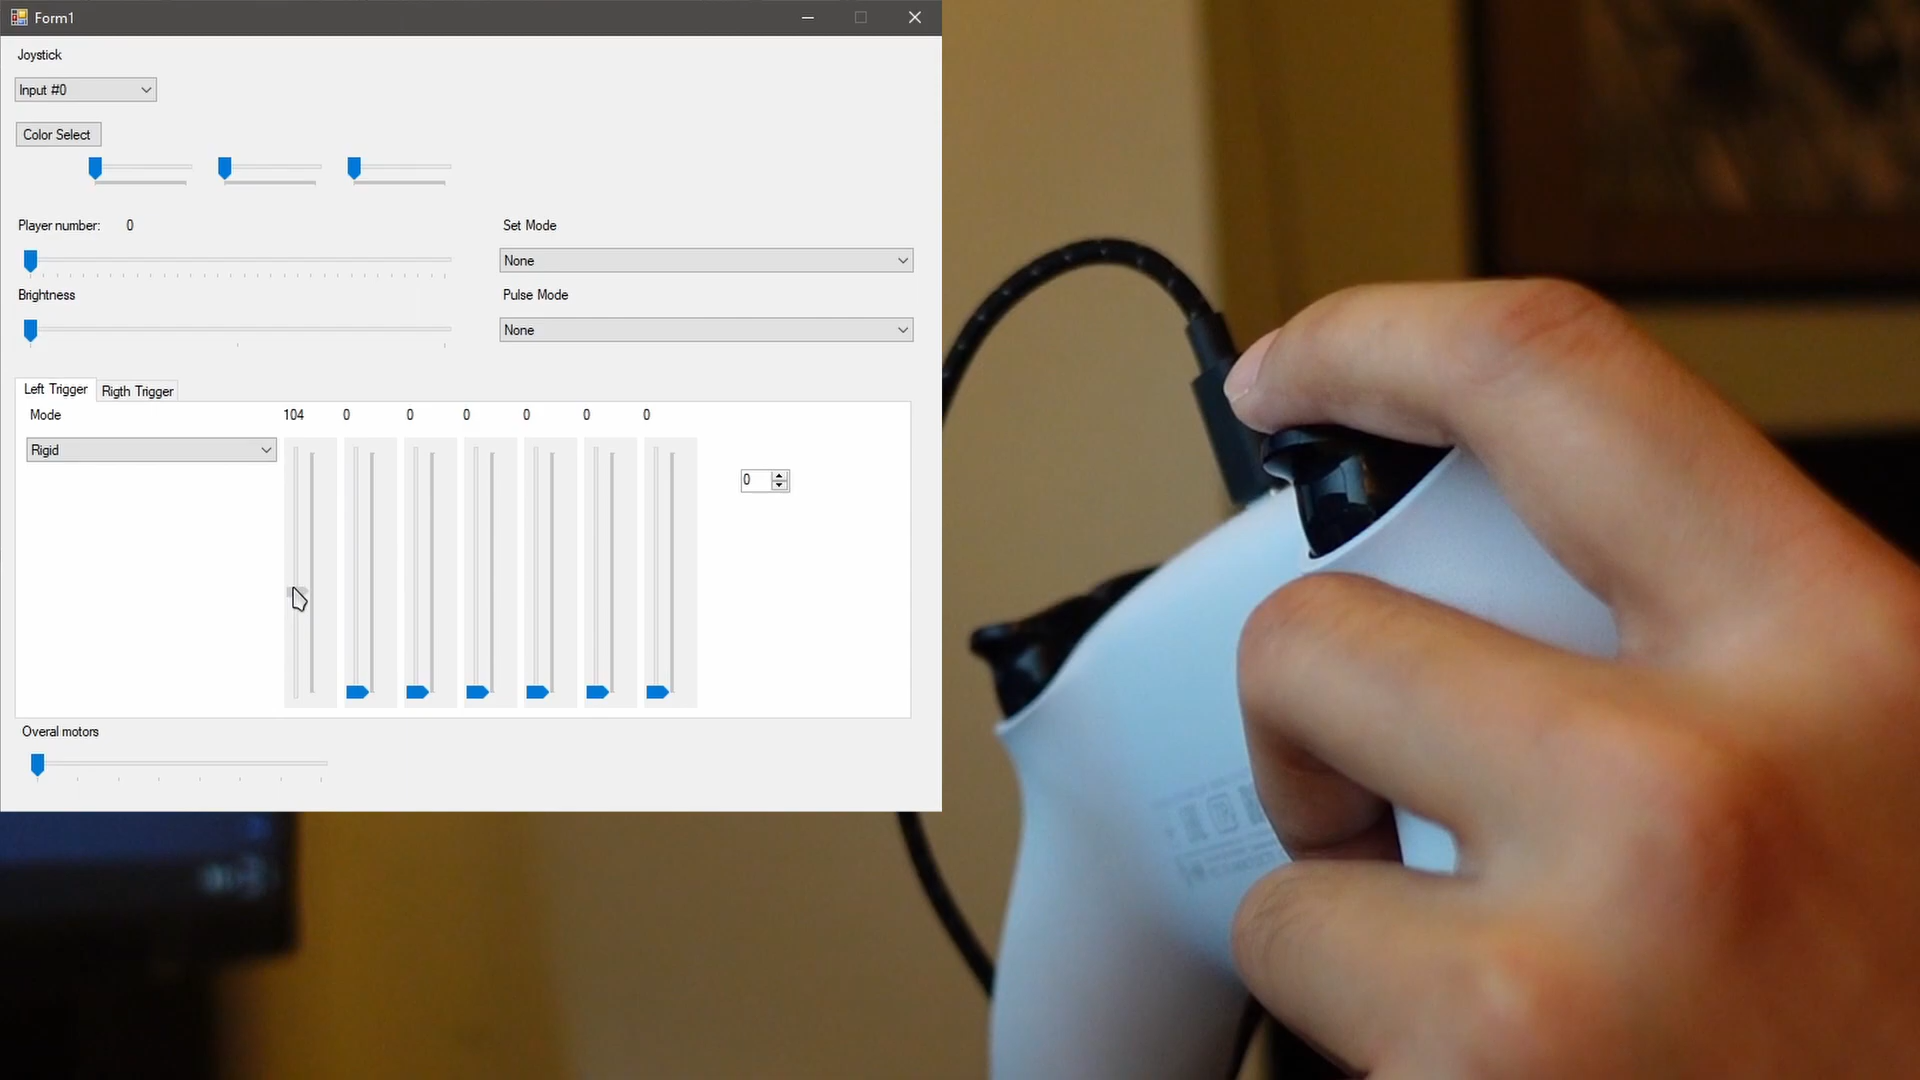 Form1
Joystick
Input #0
Color Select
Player number: 0
Set Mode
None
Brightness
Pulse Mode
None
Left Trigger Rigth Trigger
Mode 104 0 0 0 0 0 0
Rigid
0
Overal motors